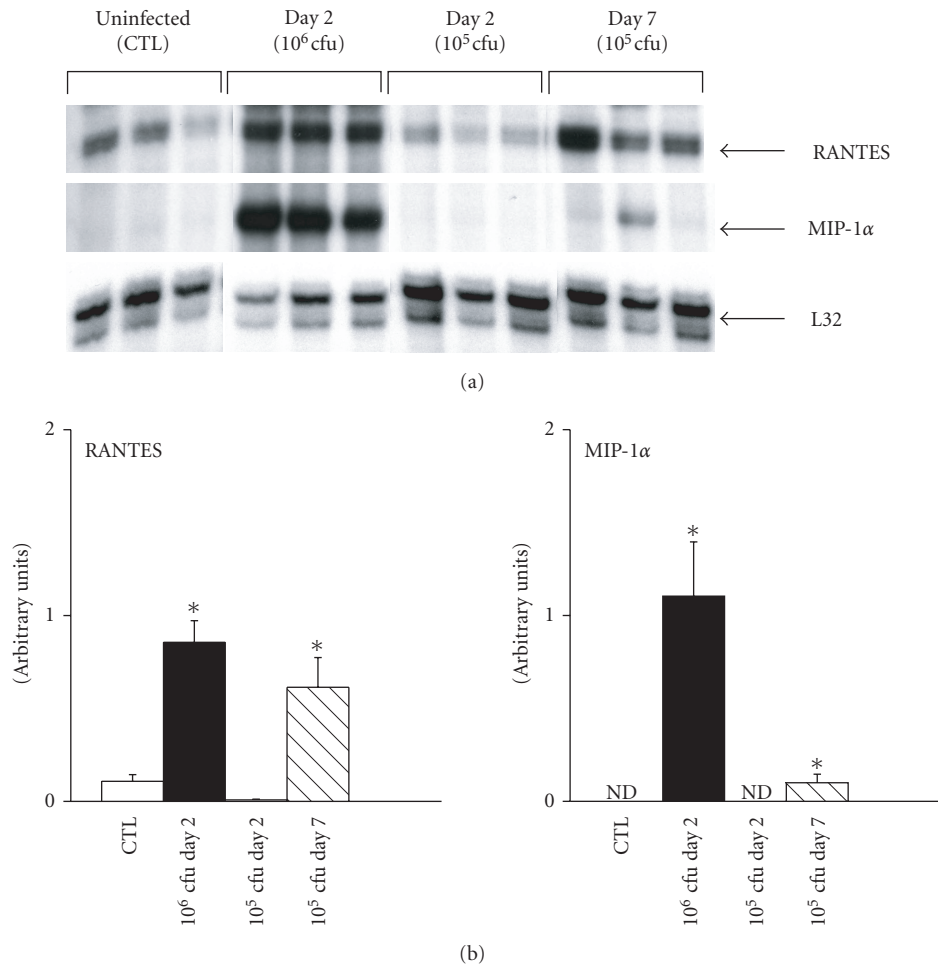 Uninfected
(CTL)
Day 2
(10⁶ cfu)
Day 2
(10⁵ cfu)
Day 7
(10⁵ cfu)
RANTES
MIP-1α
L32
(a)
2
RANTES
1
0
(Arbitrary units)
*
*
CTL
10⁶ cfu day 2
10⁵ cfu day 2
10⁵ cfu day 7
2
MIP-1α
1
0
(Arbitrary units)
*
*
ND
ND
CTL
10⁶ cfu day 2
10⁵ cfu day 2
10⁵ cfu day 7
(b)